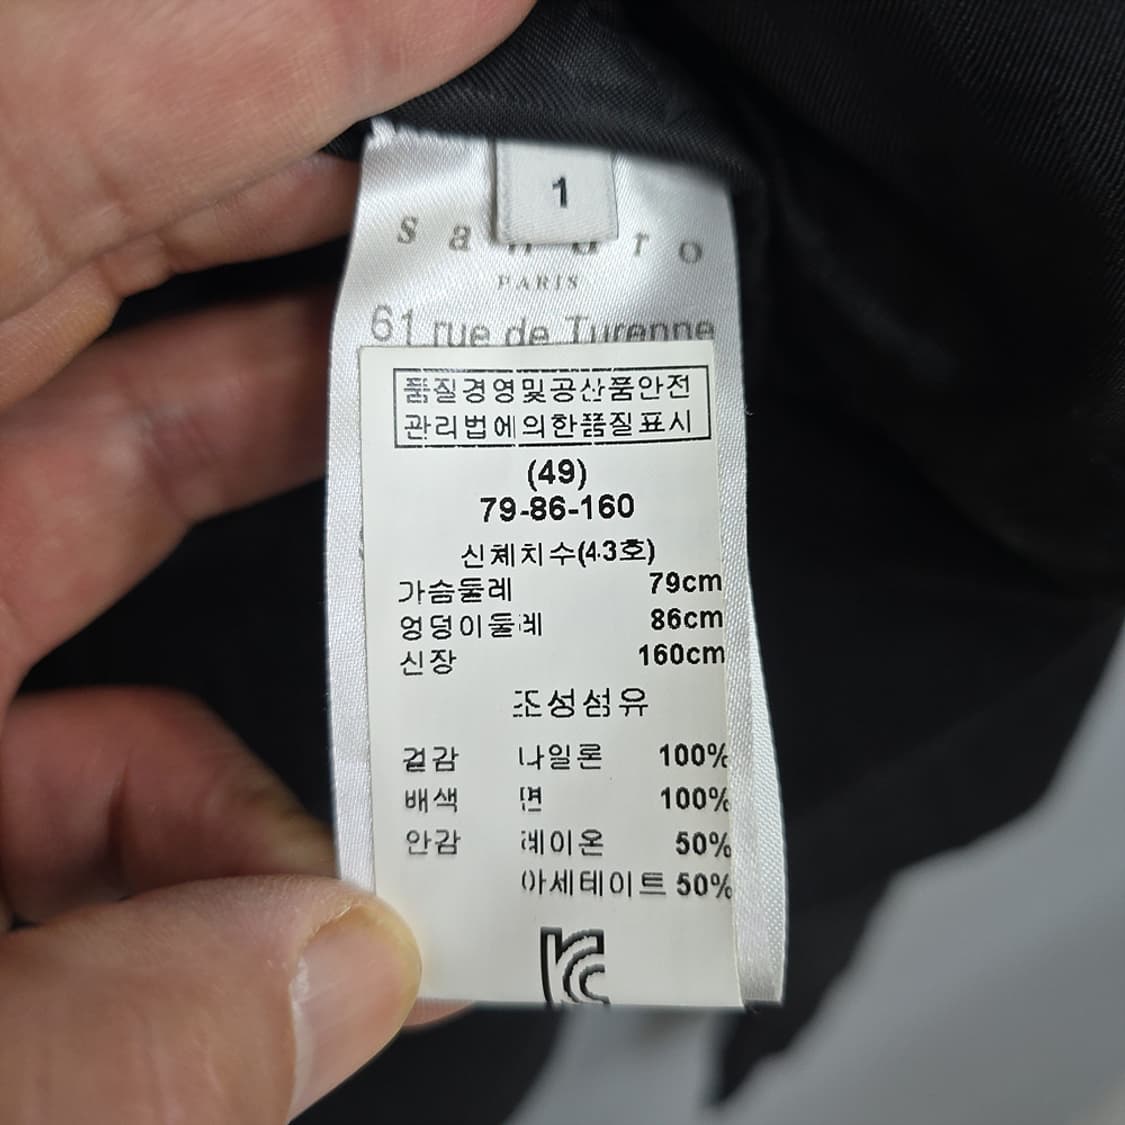 1
sandro
PARIS
61 rue de Turenne
품질경영및공산품안전
관리법에의한품질표시
(49)
79-86-160
신체치수(4.3호)
가슴둘레 79cm
엉덩이둘레 86cm
신장 160cm
조성섬유
겉감 나일론 100%
배색 면 100%
안감 레이온 50%
아세테이트 50%